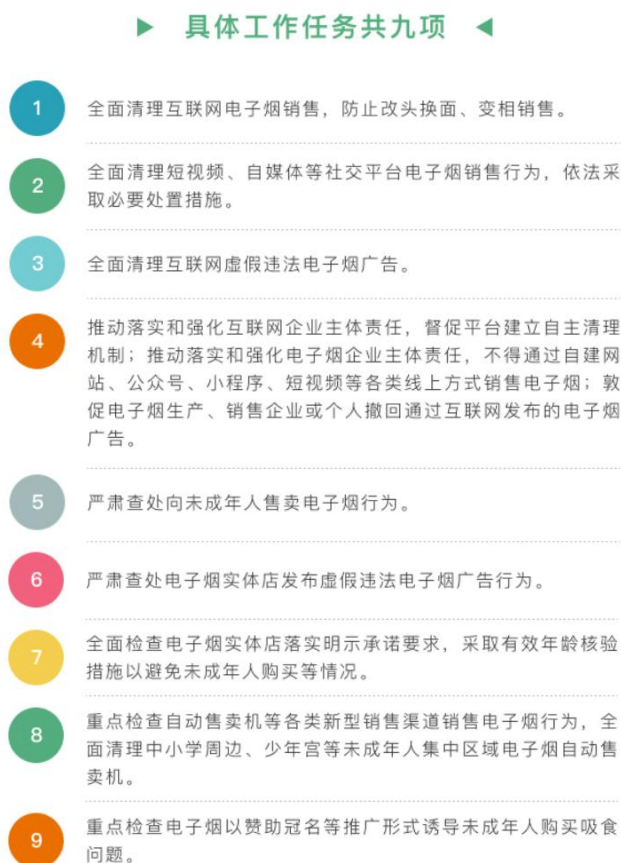 具体工作任务共九项
1
全面清理互联网电子烟销售，防止改头换面、变相销售。
2
全面清理短视频、自媒体等社交平台电子烟销售行为，依法采
取必要处置措施。
3
全面清理互联网虚假违法电子烟广告。
4
推动落实和强化互联网企业主体责任，督促平台建立自主清理
机制；推动落实和强化电子烟企业主体责任，不得通过自建网
站、公众号、小程序、短视频等各类线上方式销售电子烟；敦
促电子烟生产、销售企业或个人撤回通过互联网发布的电子烟
广告。
5
严肃查处向未成年人售卖电子烟行为。
6
严肃查处电子烟实体店发布虚假违法电子烟广告行为。
7
全面检查电子烟实体店落实明示承诺要求，采取有效年龄核验
措施以避免未成年人购买等情况。
8
重点检查自动售卖机等各类新型销售渠道销售电子烟行为，全
面清理中小学周边、少年宫等未成年人集中区域电子烟自动售
卖机。
9
重点检查电子烟以赞助冠名等推广形式诱导未成年人购买吸食
问题。